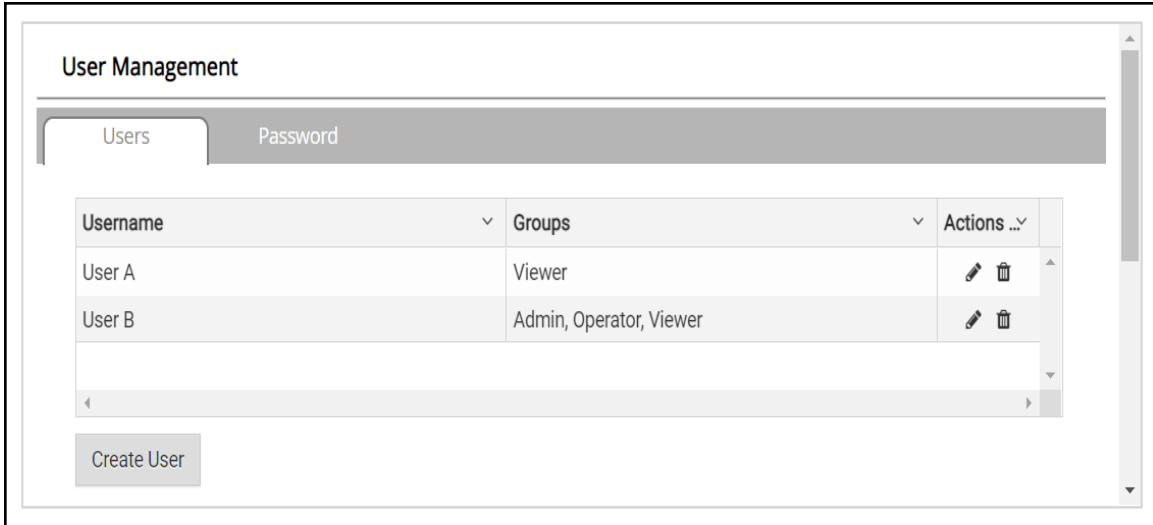 User Management
Users Password
Username Groups Actions ...
User A Viewer
User B Admin, Operator, Viewer
Create User